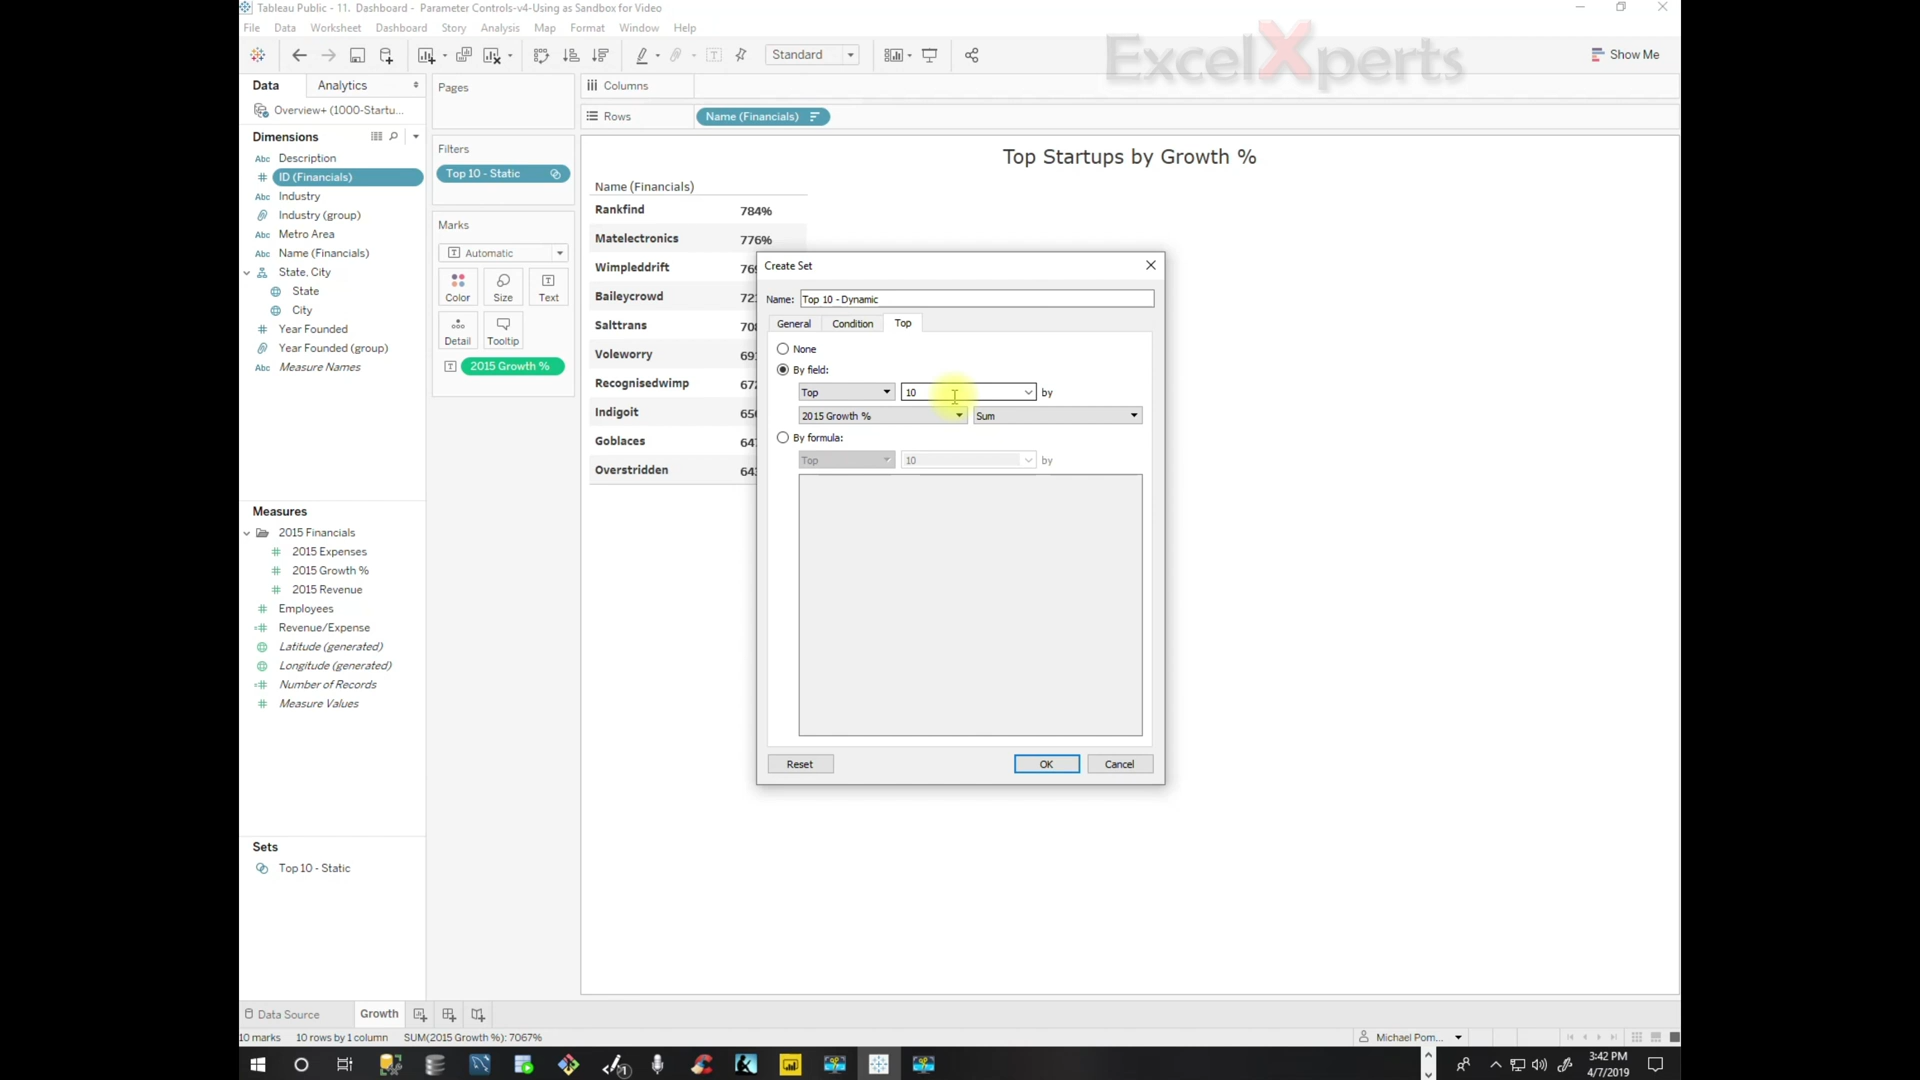 Tableau Public - 11. Dashboard - Parameter Controls-v4-Using as Sandbox for Video
File Data Worksheet Dashboard Story Analysis Map Format Window Help
Standard
Show Me
ExcelXperts
Data Analytics
Overview+ (1000-Startu...
Dimensions
Abc Description
# ID (Financials)
Abc Industry
Industry (group)
Abc Metro Area
Abc Name (Financials)
State, City
State
City
# Year Founded
Year Founded (group)
Abc Measure Names
Measures
2015 Financials
# 2015 Expenses
# 2015 Growth %
# 2015 Revenue
# Employees
=# Revenue/Expense
Latitude (generated)
Longitude (generated)
=# Number of Records
# Measure Values
Sets
Top 10 - Static
Pages
Filters
Top 10 - Static
Marks
T Automatic
Color Size Text
Detail Tooltip
T 2015 Growth %
Columns
Rows Name (Financials)
Top Startups by Growth %
Name (Financials)
Rankfind 784%
Matelectronics 776%
Wimpleddrift
Baileycrowd
Salttrans
Voleworry
Recognisedwimp
Indigoit
Goblaces
Overstridden
Create Set
Name: Top 10 - Dynamic
General Condition Top
None
By field:
Top 10 by
2015 Growth % Sum
By formula:
Top 10 by
Reset OK Cancel
Data Source Growth
10 marks 10 rows by 1 column SUM(2015 Growth %): 7067%
Michael Pom...
3:42 PM
4/7/2019